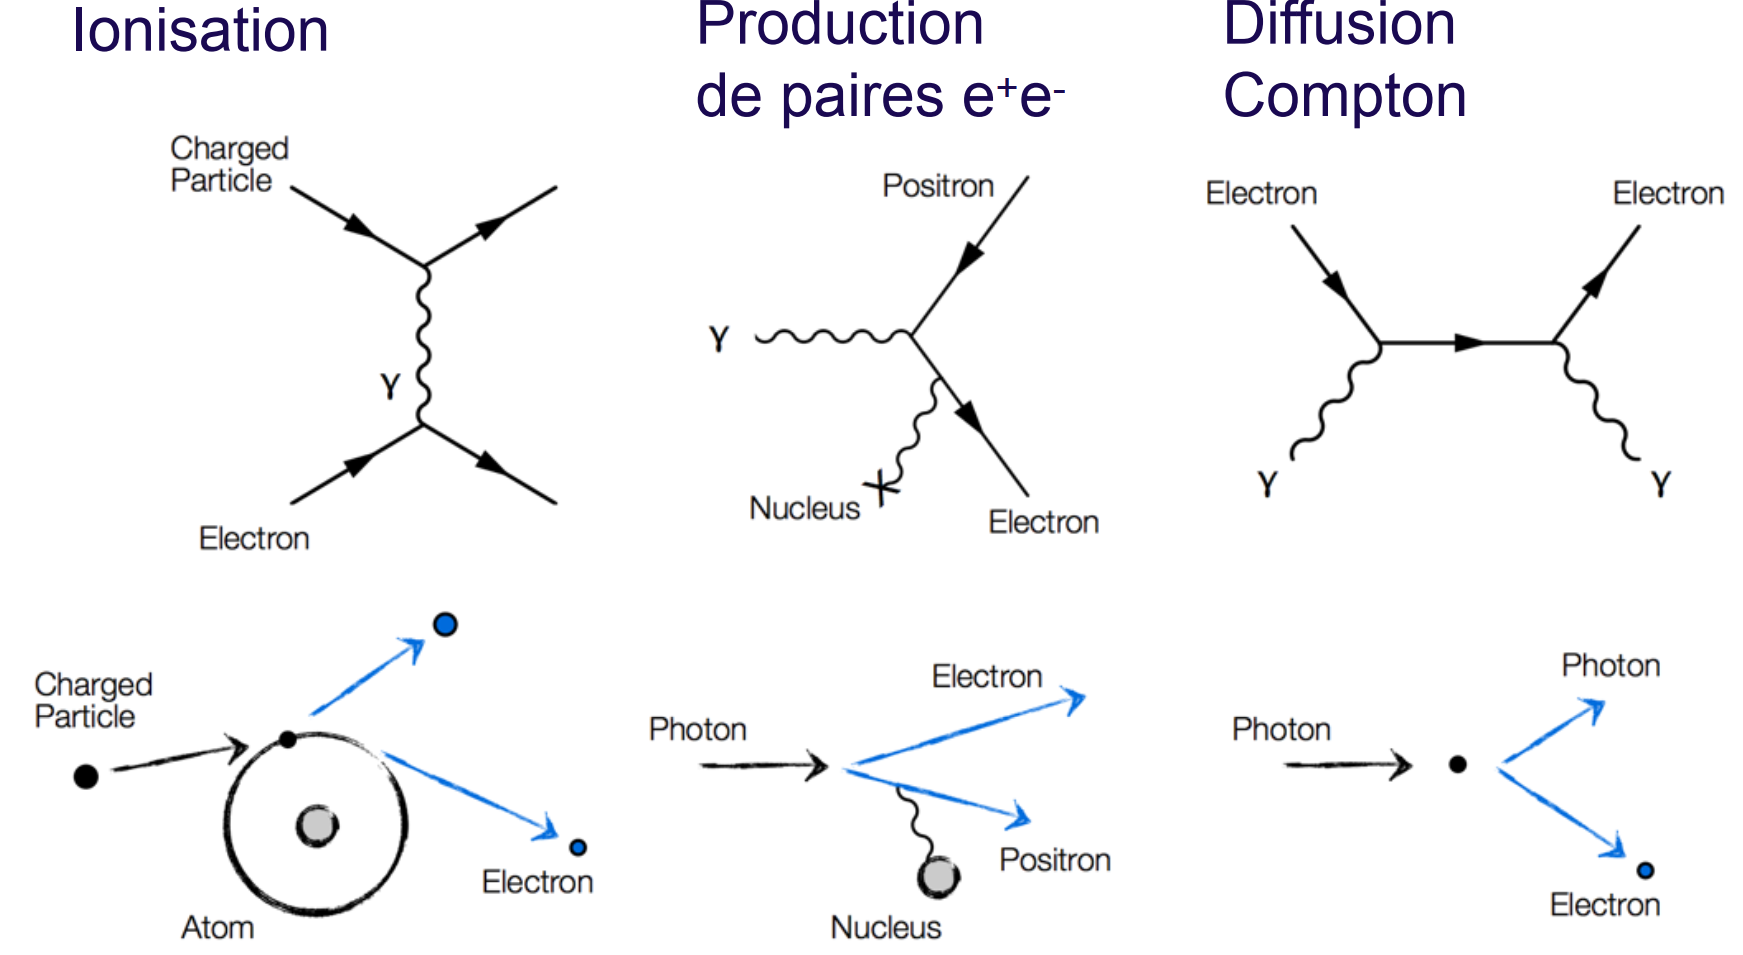 Ionisation
Production
de paires e⁺e⁻
Diffusion
Compton
Charged
Particle
γ
Electron
Positron
γ
Nucleus
Electron
Electron
Electron
γ
γ
Charged
Particle
Electron
Atom
Photon
Electron
Positron
Nucleus
Photon
Photon
Electron